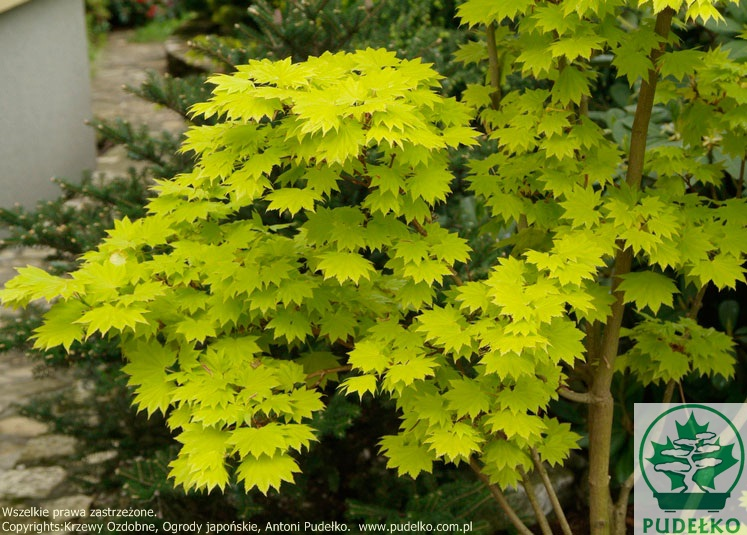 Wszelkie prawa zastrzeżone.
Copyrights:Krzewy Ozdobne, Ogrody japońskie, Antoni Pudełko. www.pudelko.com.pl
PUDEŁKO